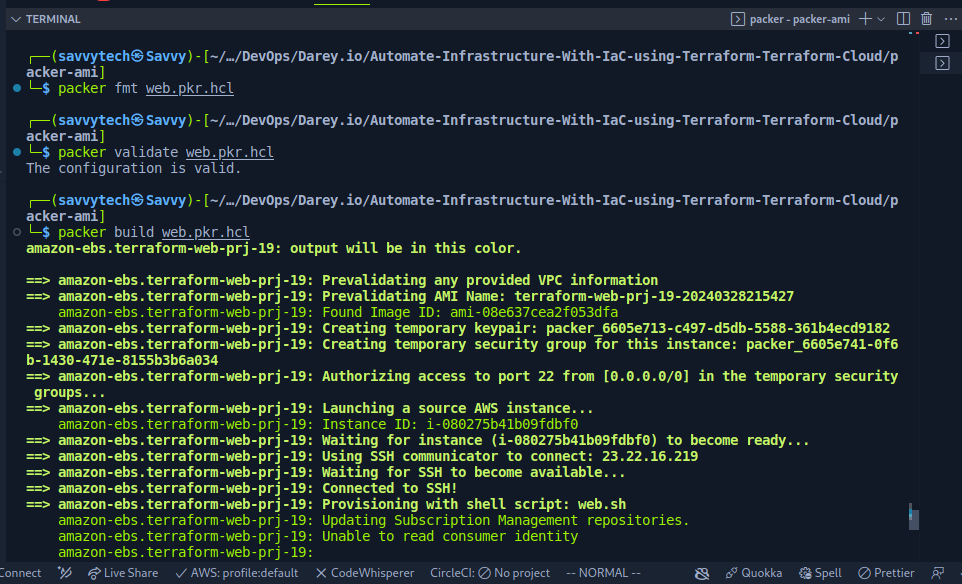 TERMINAL
packer - packer-ami
┌──(savvytech㉿Savvy)-[~/…/DevOps/Darey.io/Automate-Infrastructure-With-IaC-using-Terraform-Terraform-Cloud/p
acker-ami]
└─$ packer fmt web.pkr.hcl
┌──(savvytech㉿Savvy)-[~/…/DevOps/Darey.io/Automate-Infrastructure-With-IaC-using-Terraform-Terraform-Cloud/p
acker-ami]
└─$ packer validate web.pkr.hcl
The configuration is valid.
┌──(savvytech㉿Savvy)-[~/…/DevOps/Darey.io/Automate-Infrastructure-With-IaC-using-Terraform-Terraform-Cloud/p
acker-ami]
└─$ packer build web.pkr.hcl
amazon-ebs.terraform-web-prj-19: output will be in this color.
==> amazon-ebs.terraform-web-prj-19: Prevalidating any provided VPC information
==> amazon-ebs.terraform-web-prj-19: Prevalidating AMI Name: terraform-web-prj-19-20240328215427
amazon-ebs.terraform-web-prj-19: Found Image ID: ami-08e637cea2f053dfa
==> amazon-ebs.terraform-web-prj-19: Creating temporary keypair: packer_6605e713-c497-d5db-5588-361b4ecd9182
==> amazon-ebs.terraform-web-prj-19: Creating temporary security group for this instance: packer_6605e741-0f6
b-1430-471e-8155b3b6a034
==> amazon-ebs.terraform-web-prj-19: Authorizing access to port 22 from [0.0.0.0/0] in the temporary security
groups...
==> amazon-ebs.terraform-web-prj-19: Launching a source AWS instance...
amazon-ebs.terraform-web-prj-19: Instance ID: i-080275b41b09fdbf0
==> amazon-ebs.terraform-web-prj-19: Waiting for instance (i-080275b41b09fdbf0) to become ready...
==> amazon-ebs.terraform-web-prj-19: Using SSH communicator to connect: 23.22.16.219
==> amazon-ebs.terraform-web-prj-19: Waiting for SSH to become available...
==> amazon-ebs.terraform-web-prj-19: Connected to SSH!
==> amazon-ebs.terraform-web-prj-19: Provisioning with shell script: web.sh
amazon-ebs.terraform-web-prj-19: Updating Subscription Management repositories.
amazon-ebs.terraform-web-prj-19: Unable to read consumer identity
amazon-ebs.terraform-web-prj-19:
Connect Live Share AWS: profile:default CodeWhisperer CircleCI: No project -- NORMAL -- Quokka Spell Prettier